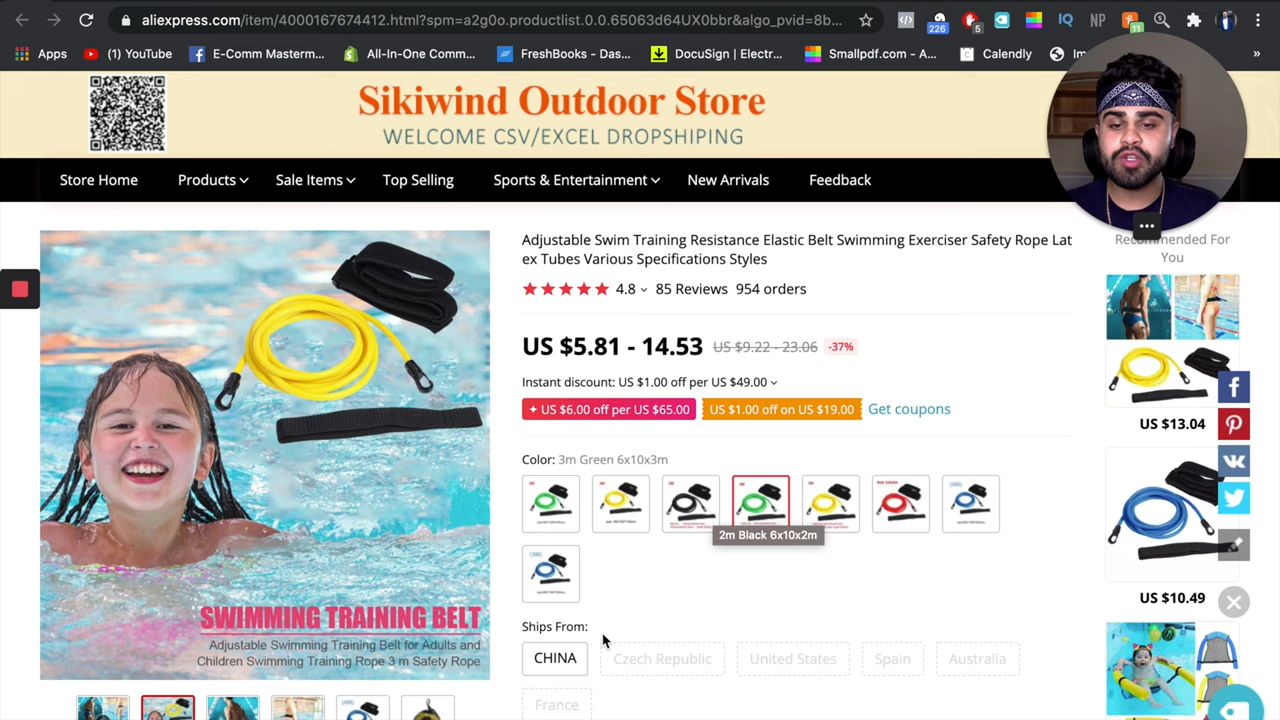 aliexpress.com/item/4000167674412.html?spm=a2g0o.productlist.0.0.65063d64UX0bbr&algo_pvid=8b...
5
226
IQ
NP
11
Apps
(1) YouTube
E-Comm Masterm...
All-In-One Comm...
FreshBooks - Das...
DocuSign | Electr...
Smallpdf.com - A...
Calendly
Im
»
Sikiwind Outdoor Store
WELCOME CSV/EXCEL DROPSHIPING
Store Home
Products
Sale Items
Top Selling
Sports & Entertainment
New Arrivals
Feedback
Adjustable Swim Training Resistance Elastic Belt Swimming Exerciser Safety Rope Lat
ex Tubes Various Specifications Styles
4.8
85 Reviews
954 orders
US $5.81 - 14.53
US $9.22 - 23.06
-37%
Instant discount: US $1.00 off per US $49.00
US $6.00 off per US $65.00
US $1.00 off on US $19.00
Get coupons
Color: 3m Green 6x10x3m
2m Black 6x10x2m
Ships From:
CHINA
Czech Republic
United States
Spain
Australia
France
SWIMMING TRAINING BELT
Adjustable Swimming Training Belt for Adults and
Children Swimming Training Rope 3 m Safety Rope
Recommended For
You
US $13.04
US $10.49